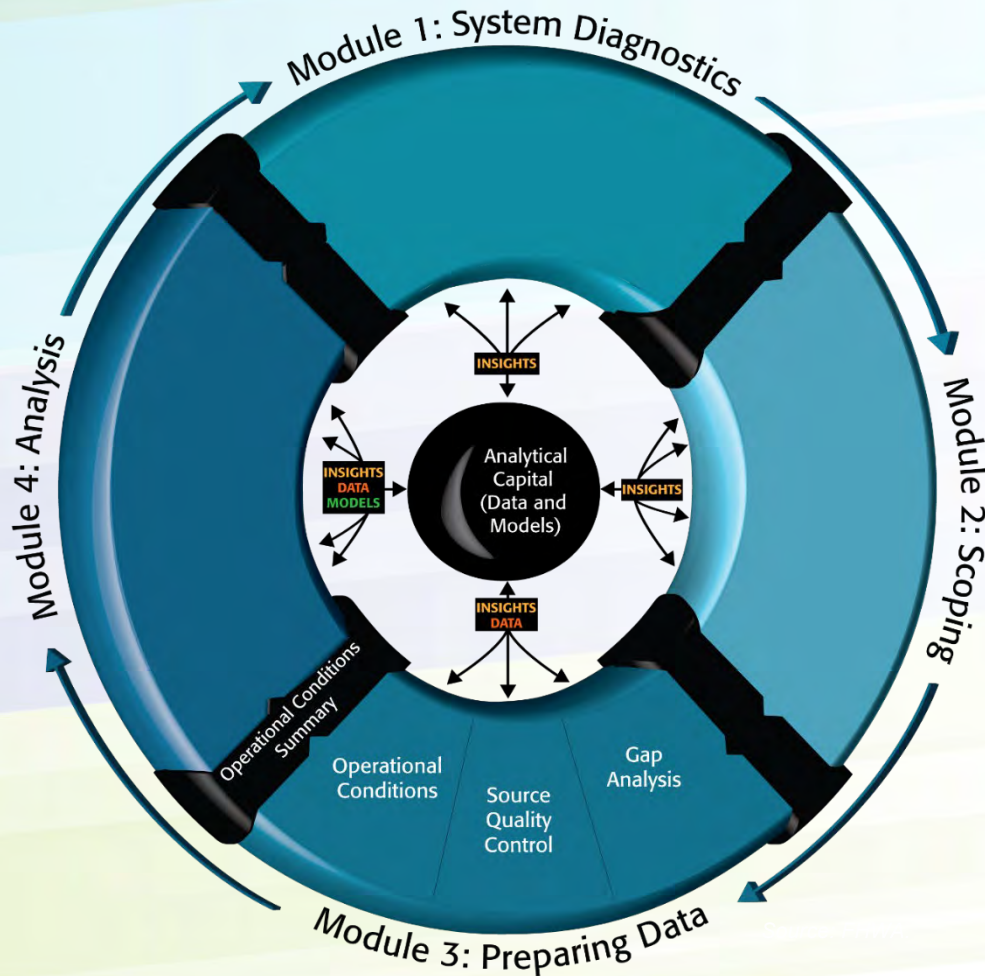 Module 1: System Diagnostics
Module 2: Scoping
Module 3: Preparing Data
Module 4: Analysis
INSIGHTS
INSIGHTS
DATA
MODELS
Analytical
Capital
(Data and
Models)
INSIGHTS
INSIGHTS
DATA
Operational Conditions
Summary
Operational
Conditions
Source
Quality
Control
Gap
Analysis